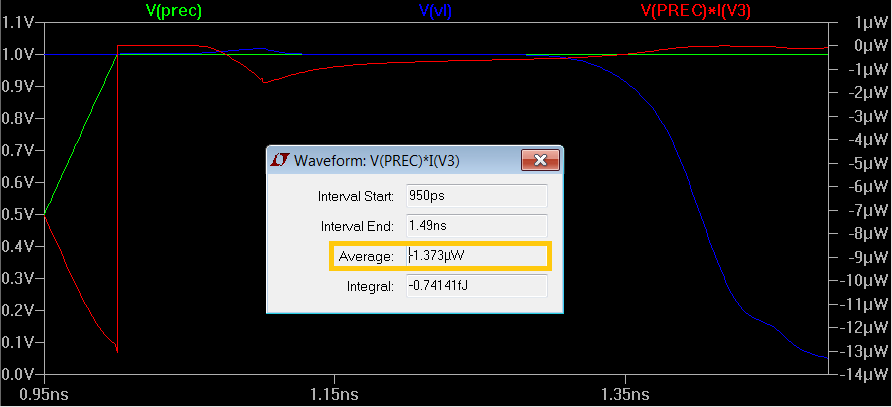 V(prec) V(vl) V(PREC)*I(V3)
1.1V 1µW
1.0V 0µW
0.9V -1µW
-2µW
0.8V -3µW
0.7V -4µW
-5µW
0.6V -6µW
0.5V -7µW
-8µW
0.4V -9µW
0.3V -10µW
0.2V -11µW
-12µW
0.1V -13µW
0.0V -14µW
0.95ns 1.15ns 1.35ns
Waveform: V(PREC)*I(V3)
Interval Start: 950ps
Interval End: 1.49ns
Average: -1.373µW
Integral: -0.74141fJ